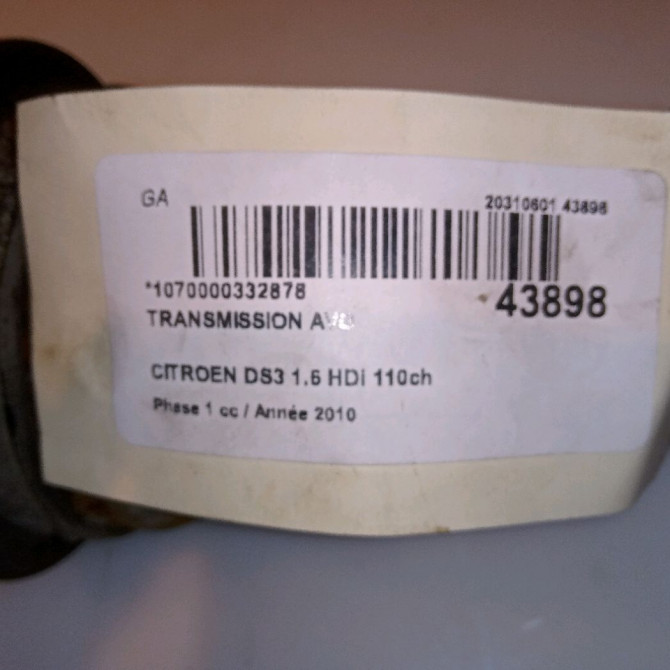 GA
20310601 43898
*1070000332878
43898
TRANSMISSION
CITROEN DS3 1.6 HDi 110ch
Phase 1 cc / Année 2010